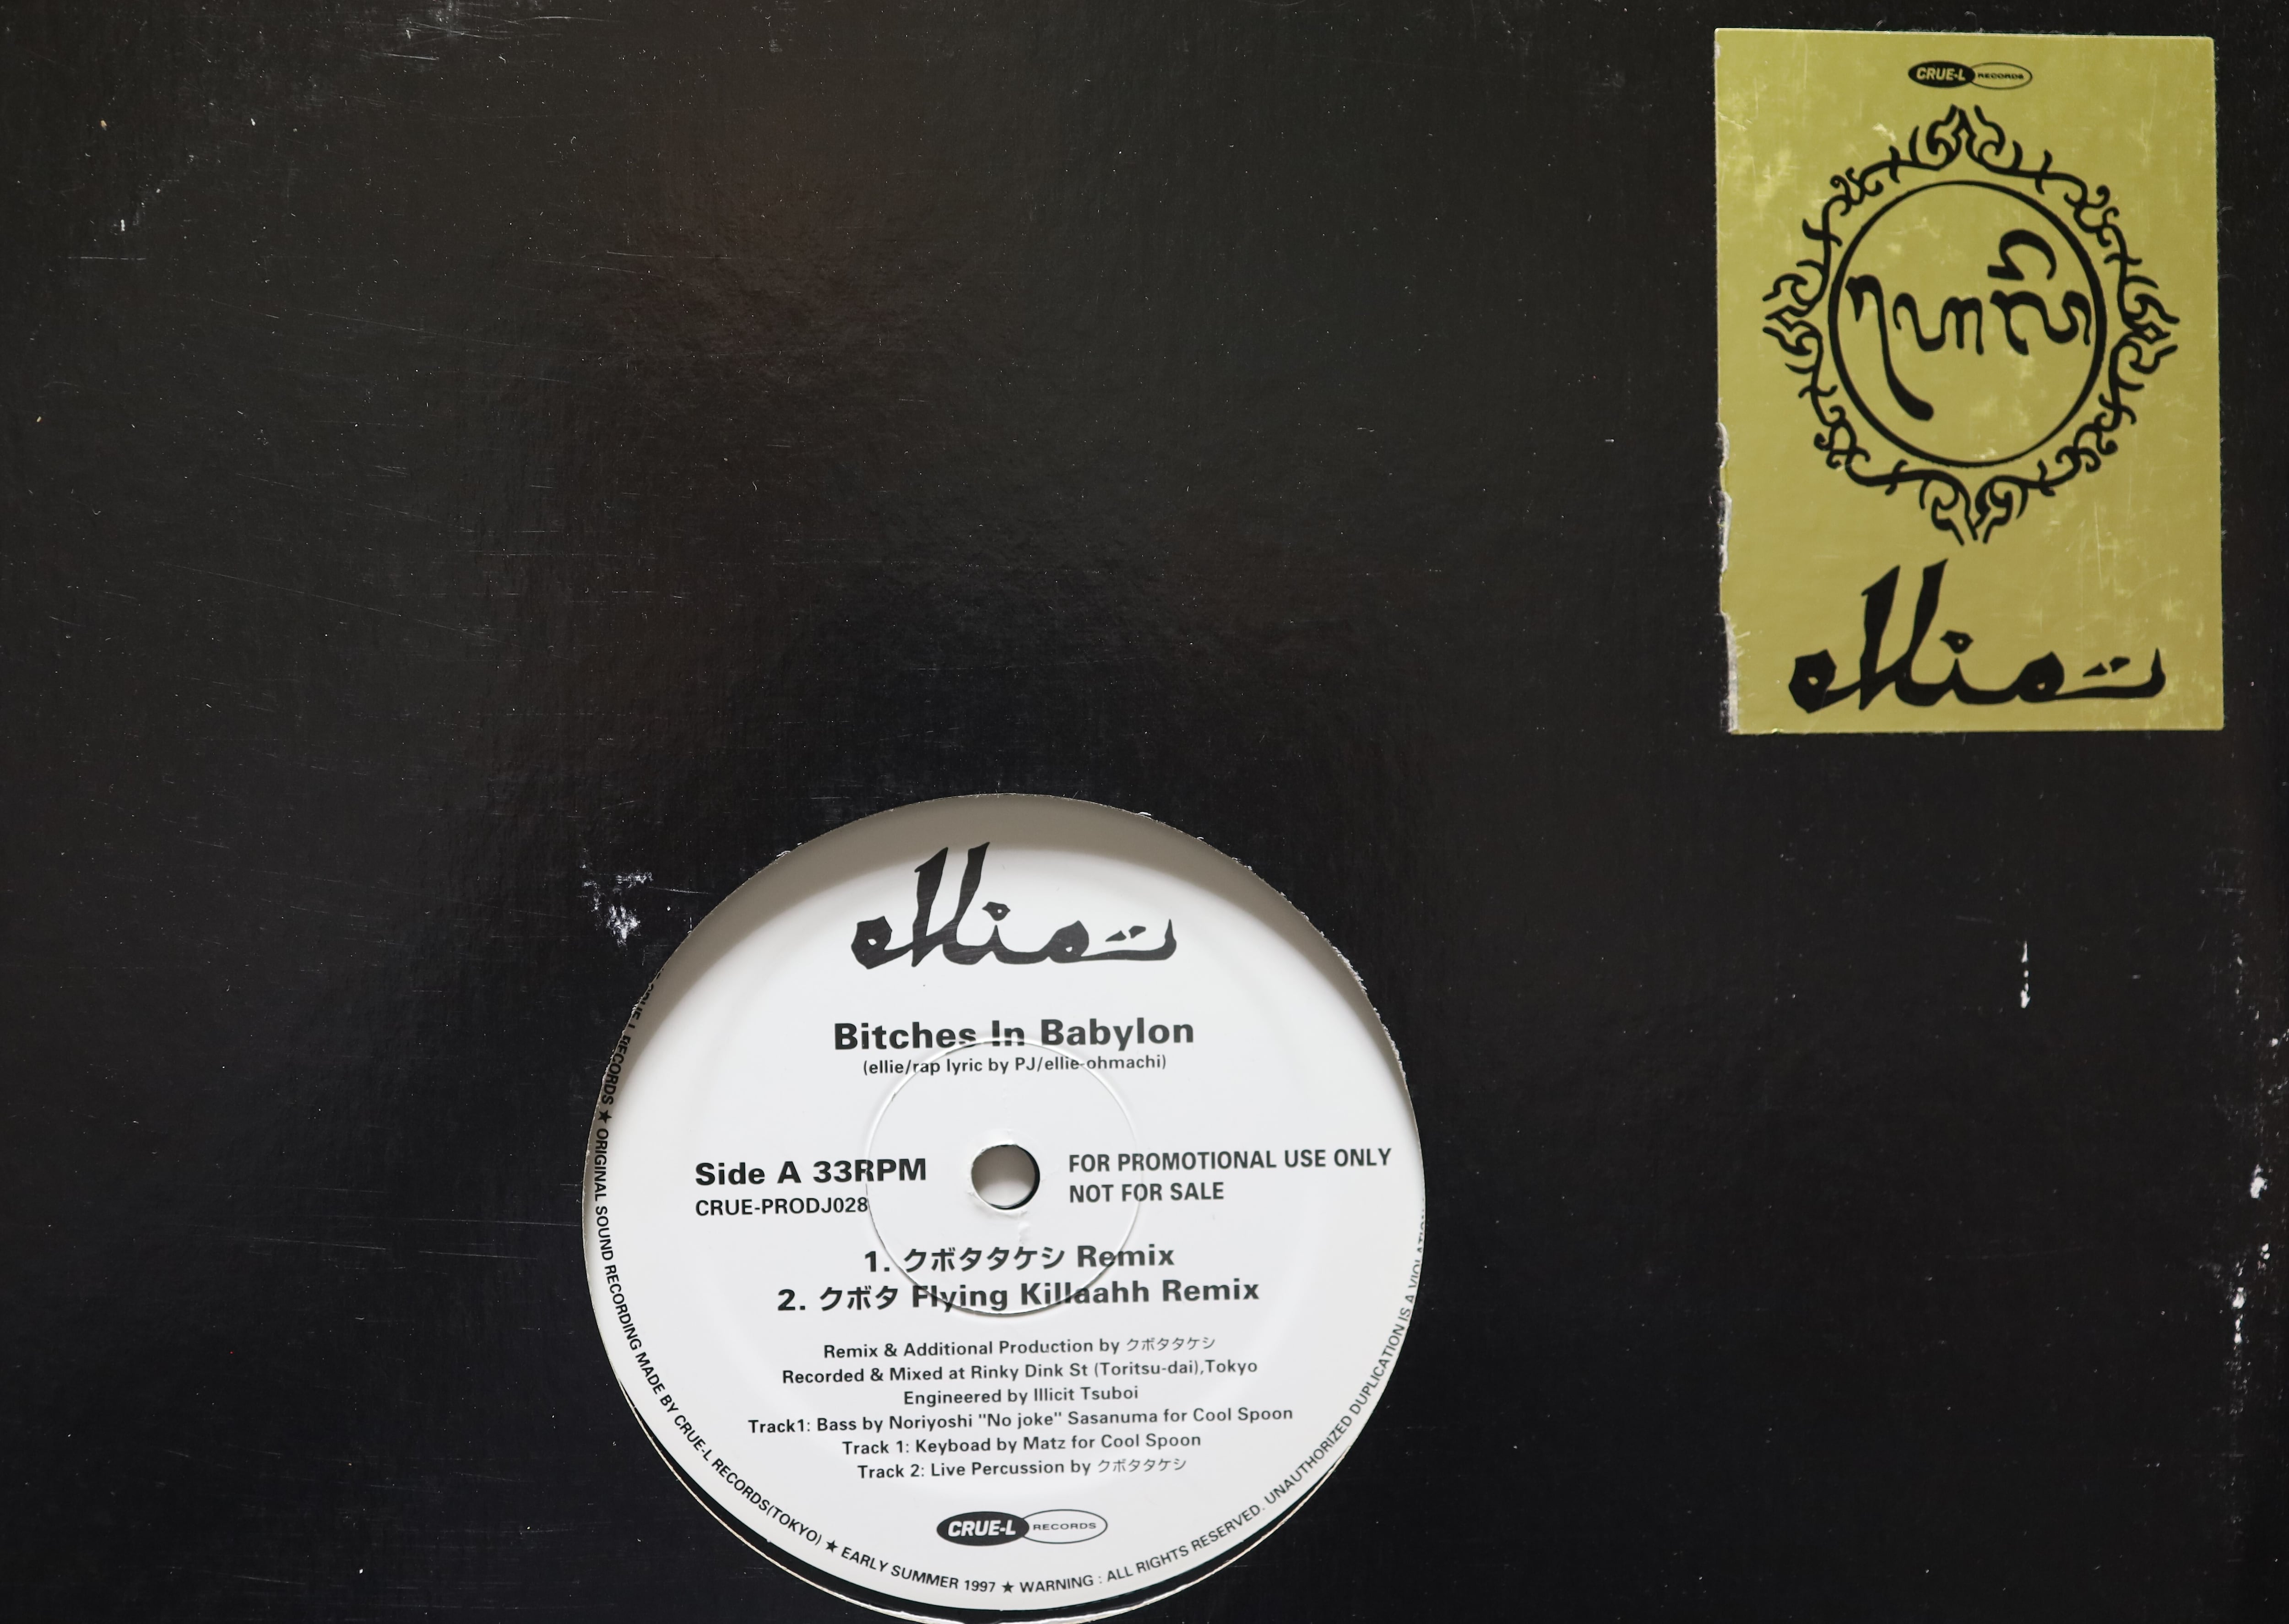 CRUE-L RECORDS
ellie
ellie
Bitches In Babylon
(ellie/rap lyric by PJ/ellie-ohmachi)
Side A 33RPM
CRUE-PRODJ028
FOR PROMOTIONAL USE ONLY
NOT FOR SALE
1. クボタタケシ Remix
2. クボタ Flying Killaahh Remix
Remix & Additional Production by クボタタケシ
Recorded & Mixed at Rinky Dink St (Toritsu-dai),Tokyo
Engineered by Illicit Tsuboi
Track1: Bass by Noriyoshi "No joke" Sasanuma for Cool Spoon
Track 1: Keyboad by Matz for Cool Spoon
Track 2: Live Percussion by クボタタケシ
CRUE-L RECORDS
RECORDS ★ ORIGINAL SOUND RECORDING MADE BY CRUE-L RECORDS(TOKYO) ★ EARLY SUMMER 1997 ★ WARNING : ALL RIGHTS RESERVED. UNAUTHORIZED DUPLICATION IS A